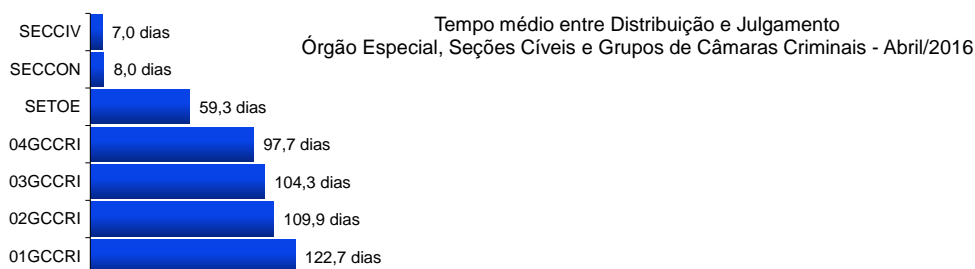 Tempo médio entre Distribuição e Julgamento
Órgão Especial, Seções Cíveis e Grupos de Câmaras Criminais - Abril/2016
SECCIV 7,0 dias
SECCON 8,0 dias
SETOE 59,3 dias
04GCCRI 97,7 dias
03GCCRI 104,3 dias
02GCCRI 109,9 dias
01GCCRI 122,7 dias